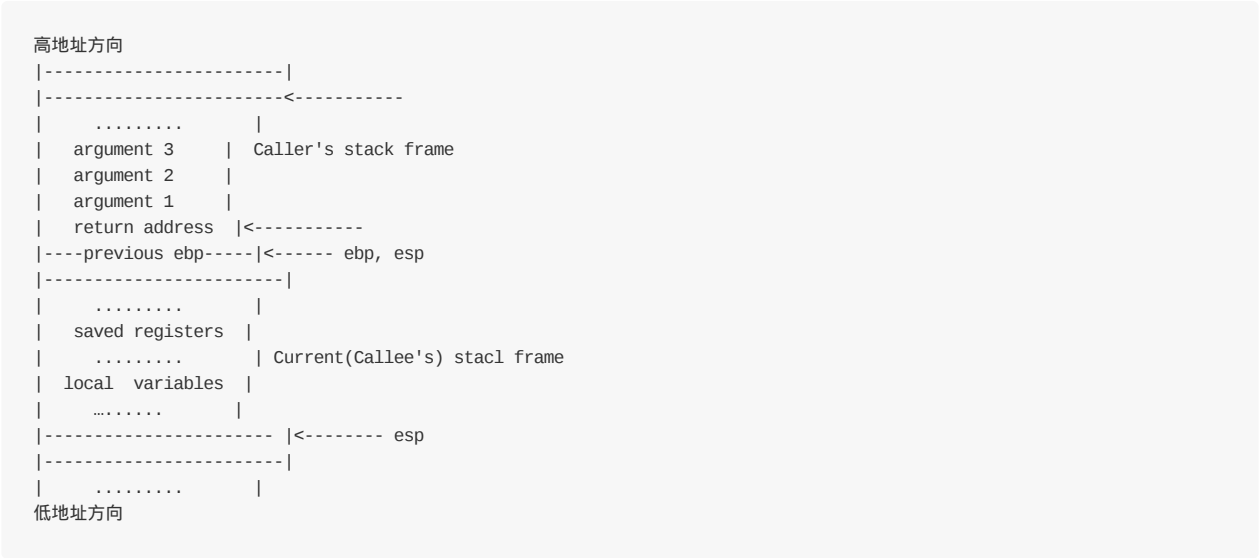 高地址方向
|------------------------|
|------------------------<-----------
|     .........       |
|   argument 3     |  Caller's stack frame
|   argument 2     |
|   argument 1     |
|   return address  |<-----------
|----previous ebp-----|<------ ebp, esp
|------------------------|
|     .........       |
|   saved registers  |
|     .........       | Current(Callee's) stacl frame
|  local  variables  |
|     …......       |
|----------------------- |<-------- esp
|------------------------|
|     .........       |
低地址方向